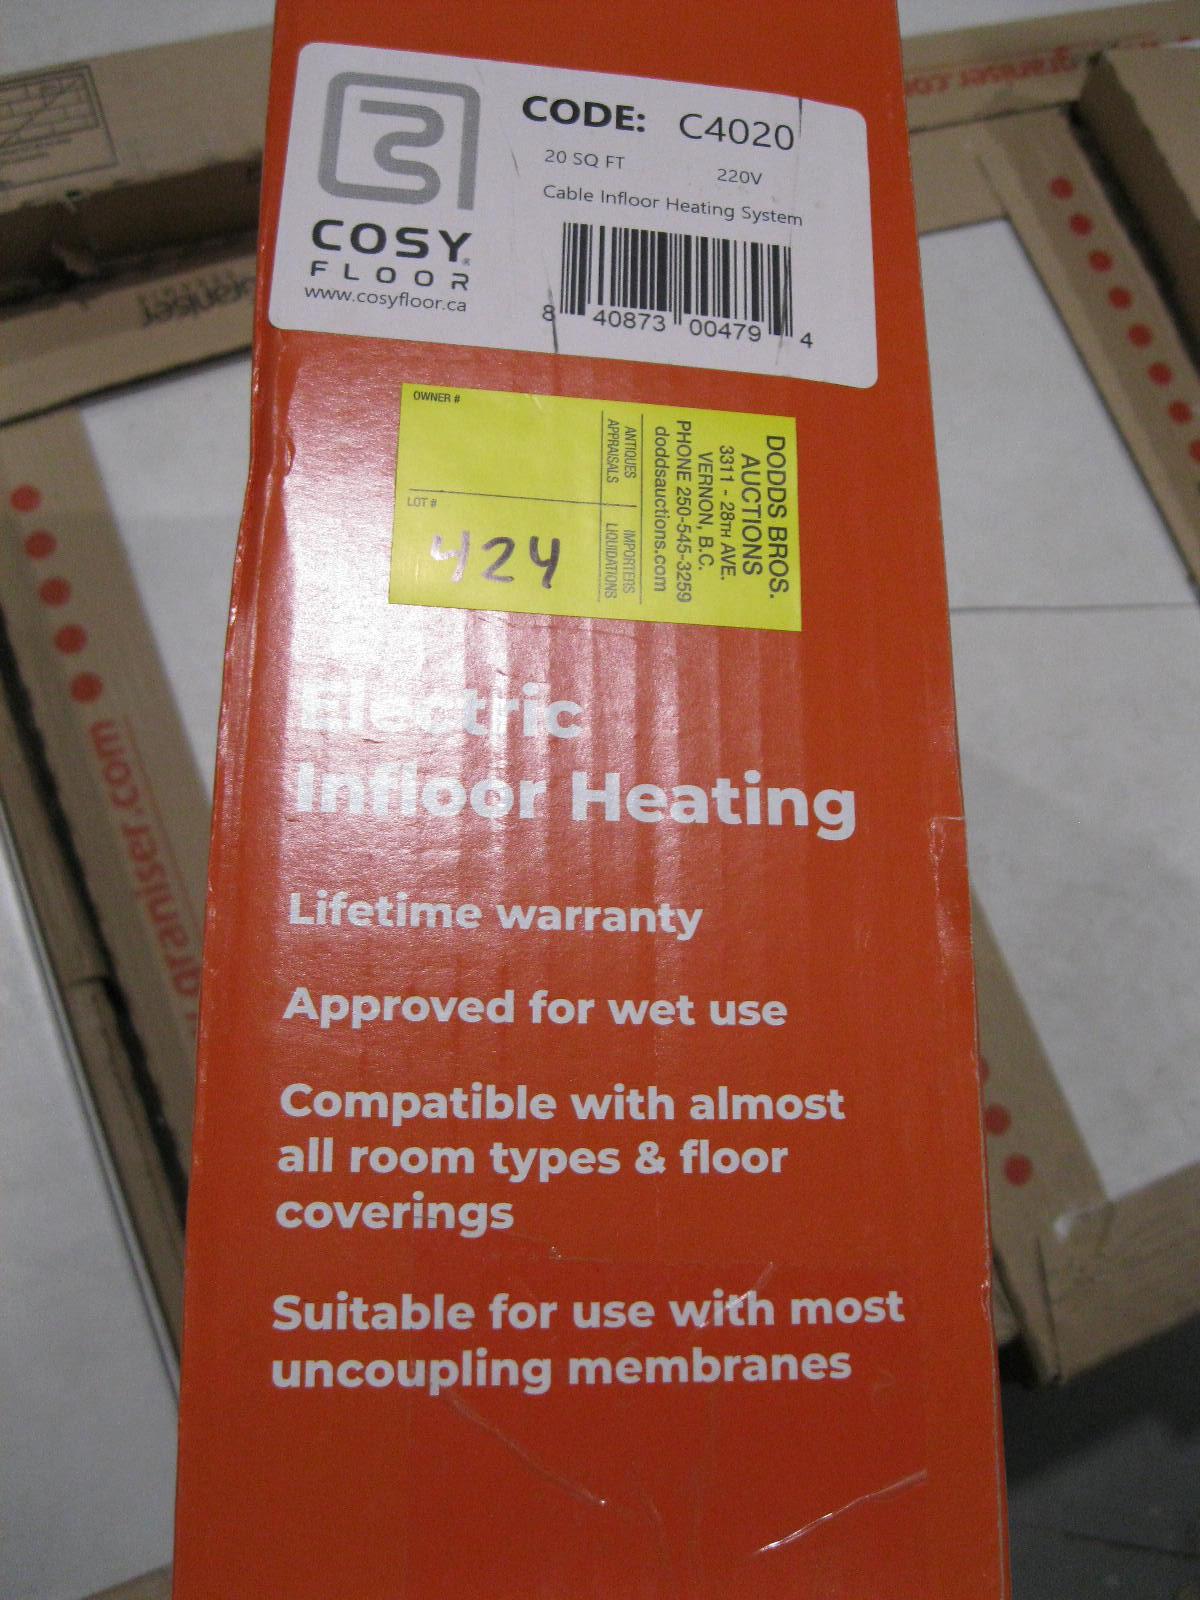 CODE: C4020
20 SQ FT 220V
Cable Infloor Heating System
COSY
FLOOR
www.cosyfloor.ca
8 40873 00479 4
OWNER #
LOT #
424
ANTIQUES
APPRAISALS
IMPORTERS
LIQUIDATIONS
DODDS BROS.
AUCTIONS
3311 - 28TH AVE.
VERNON, B.C.
PHONE 250-545-3259
doddsauctions.com
Electric
Infloor Heating
Lifetime warranty
Approved for wet use
Compatible with almost
all room types & floor
coverings
Suitable for use with most
uncoupling membranes
graniser.com